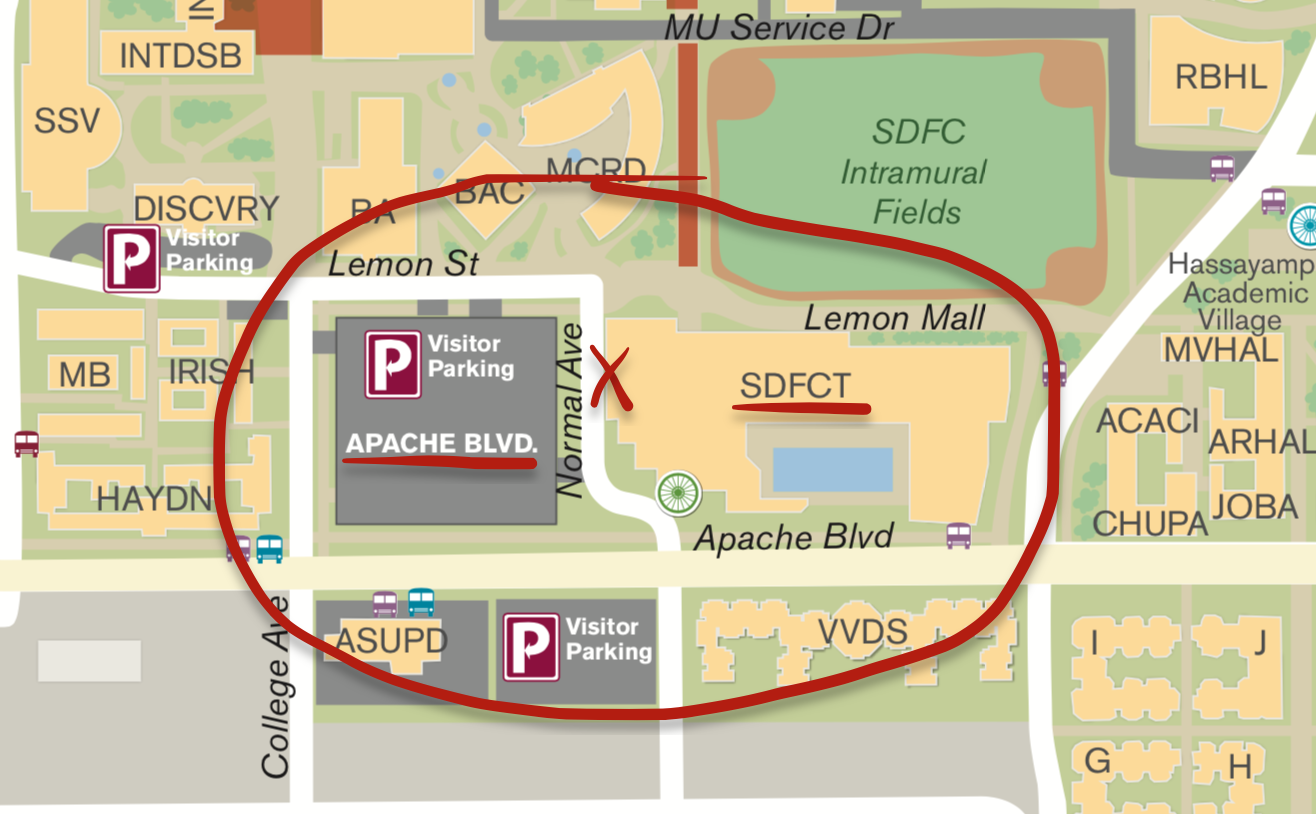 MU Service Dr
INTDSB
RBHL
SSV
SDFC
Intramural
Fields
MCRD
BAC
DISCVRY
BA
P
Visitor
Parking
Lemon St
Hassayamp
Academic
Village
Lemon Mall
MVHAL
P
Visitor
Parking
Normal Ave
MB
IRISH
SDFCT
ACACI
ARHAL
APACHE BLVD.
HAYDN
JOBA
CHUPA
Apache Blvd
College Ave
ASUPD
P
Visitor
Parking
VVDS
I
J
G
H